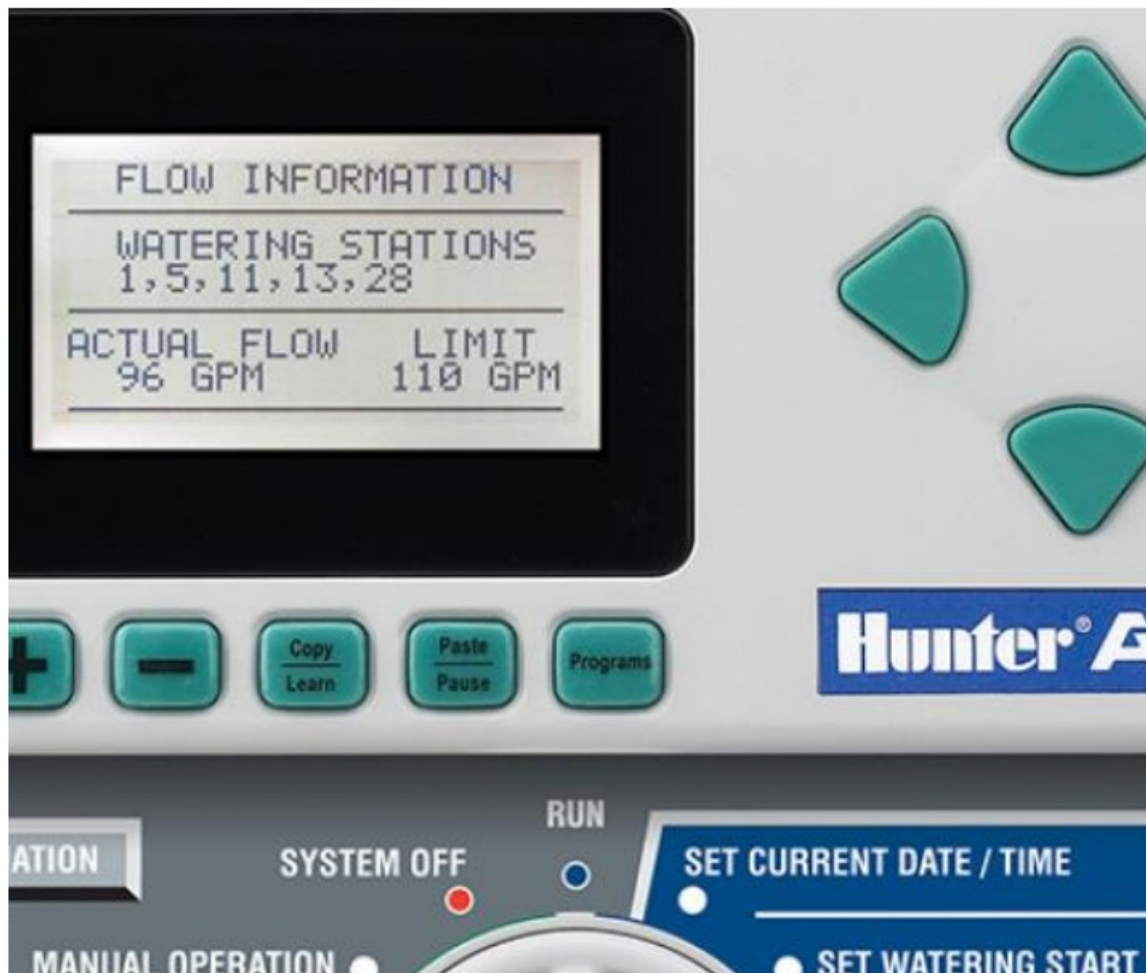 FLOW INFORMATION
WATERING STATIONS
1,5,11,13,28
ACTUAL FLOW LIMIT
96 GPM 110 GPM
+ − Copy Paste Programs
Learn Pause
Hunter®
RUN
SYSTEM OFF
SET CURRENT DATE / TIME
MANUAL OPERATION
SET WATERING START